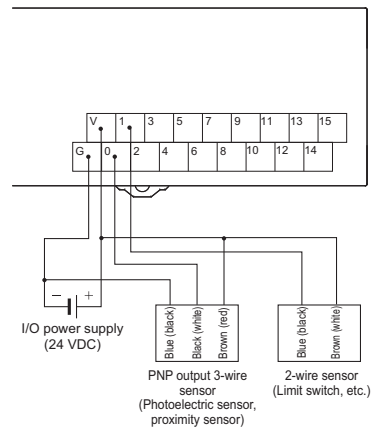 V 1 3 5 7 9 11 13 15
G 0 2 4 6 8 10 12 14
− +
I/O power supply
(24 VDC)
Blue (black)
Black (white)
Brown (red)
Blue (black)
Brown (white)
PNP output 3-wire
sensor
(Photoelectric sensor,
proximity sensor)
2-wire sensor
(Limit switch, etc.)